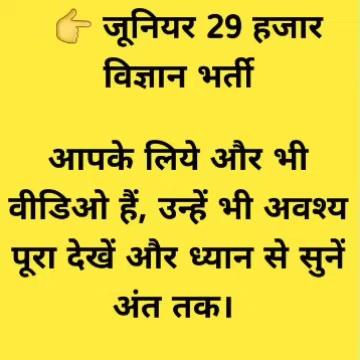 👉 जूनियर 29 हजार
विज्ञान भर्ती
आपके लिये और भी
वीडिओ हैं, उन्हें भी अवश्य
पूरा देखें और ध्यान से सुनें
अंत तक।